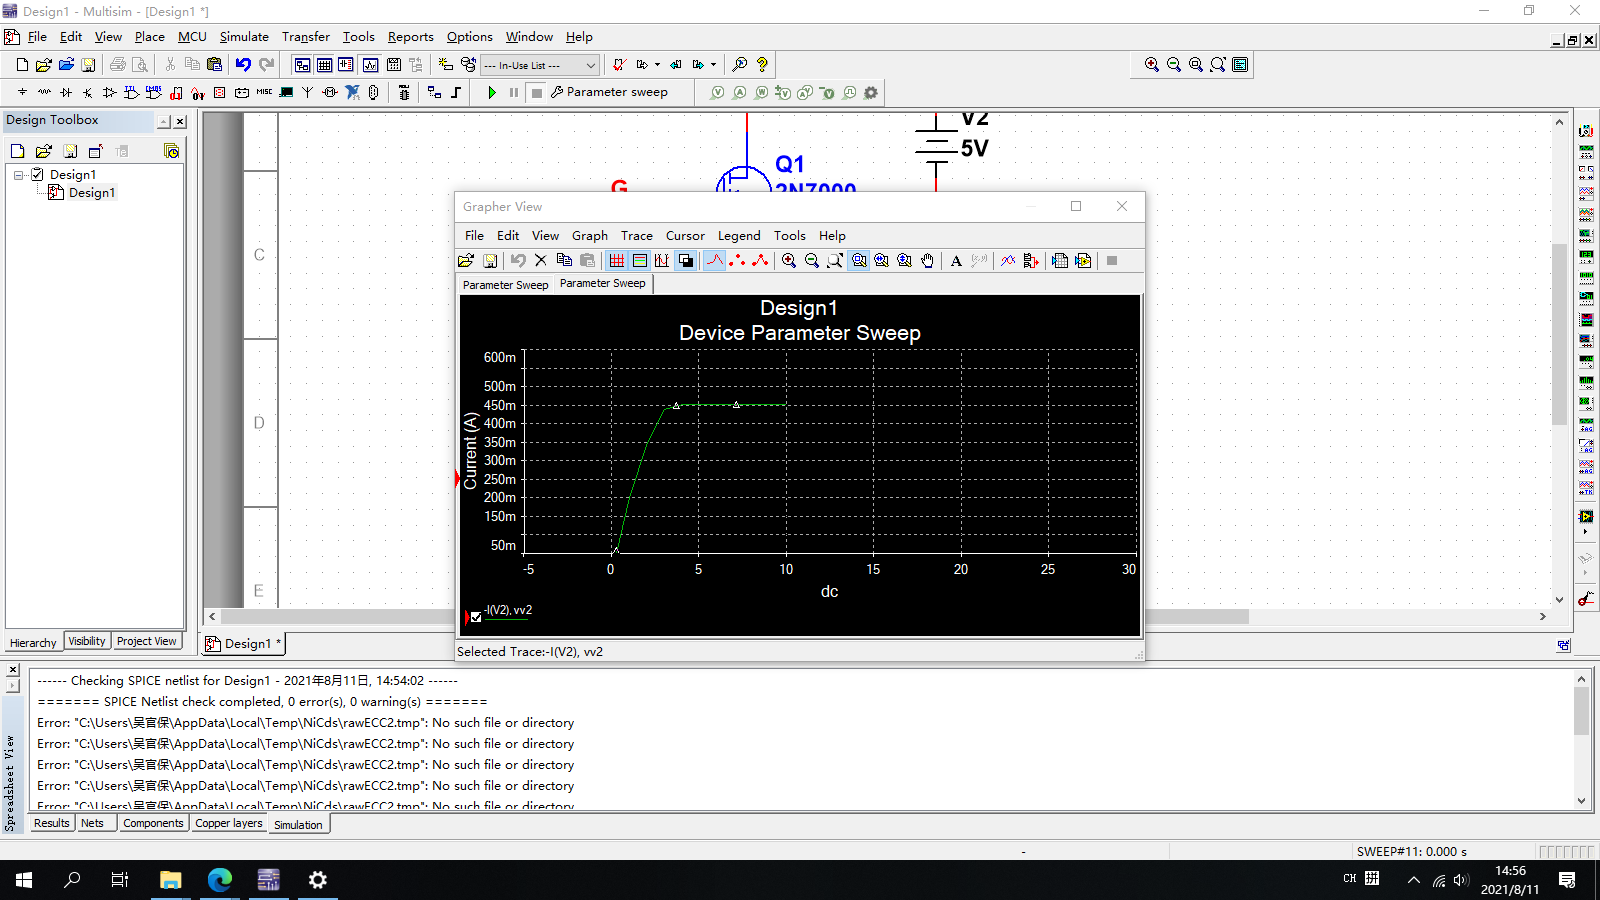 Design1 - Multisim - [Design1 *]
File Edit View Place MCU Simulate Transfer Tools Reports Options Window Help
--- In-Use List ---
MISC
Parameter sweep
Design Toolbox
Design1
Design1
Hierarchy Visibility Project View
C
D
E
V2
5V
Q1
2N7000
G
Grapher View
File Edit View Graph Trace Cursor Legend Tools Help
Parameter Sweep Parameter Sweep
Design1
Device Parameter Sweep
Current (A)
600m
500m
450m
400m
350m
300m
250m
200m
150m
50m
-5 0 5 10 15 20 25 30
dc
-I(V2), vv2
Selected Trace:-I(V2), vv2
Design1 *
Spreadsheet View
------ Checking SPICE netlist for Design1 - 2021年8月11日, 14:54:02 ------
======= SPICE Netlist check completed, 0 error(s), 0 warning(s) =======
Error: "C:\Users\吴官保\AppData\Local\Temp\NiCds\rawECC2.tmp": No such file or directory
Error: "C:\Users\吴官保\AppData\Local\Temp\NiCds\rawECC2.tmp": No such file or directory
Error: "C:\Users\吴官保\AppData\Local\Temp\NiCds\rawECC2.tmp": No such file or directory
Error: "C:\Users\吴官保\AppData\Local\Temp\NiCds\rawECC2.tmp": No such file or directory
Error: "C:\Users\吴官保\AppData\Local\Temp\NiCds\rawECC2.tmp": No such file or directory
Results Nets Components Copper layers Simulation
- SWEEP#11: 0.000 s
CH 拼
14:56
2021/8/11